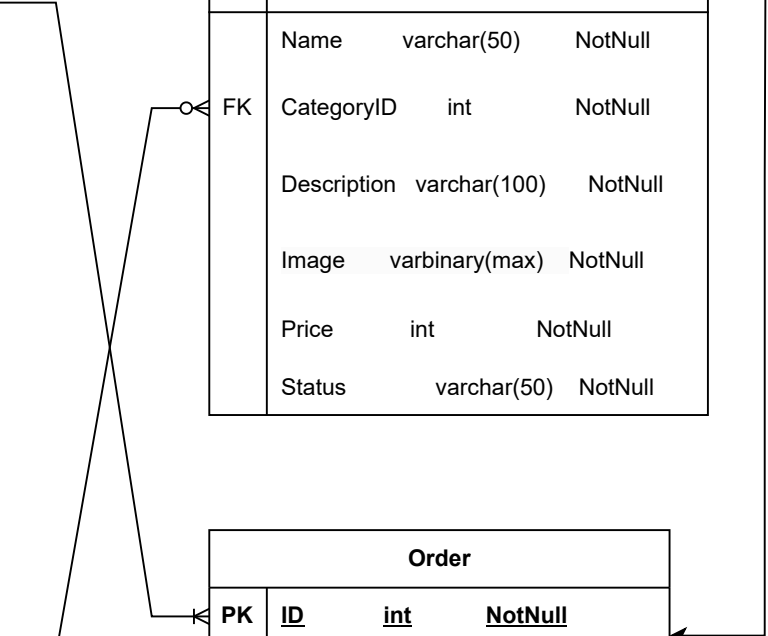 Name varchar(50) NotNull
FK CategoryID int NotNull
Description varchar(100) NotNull
Image varbinary(max) NotNull
Price int NotNull
Status varchar(50) NotNull
Order
PK ID int NotNull